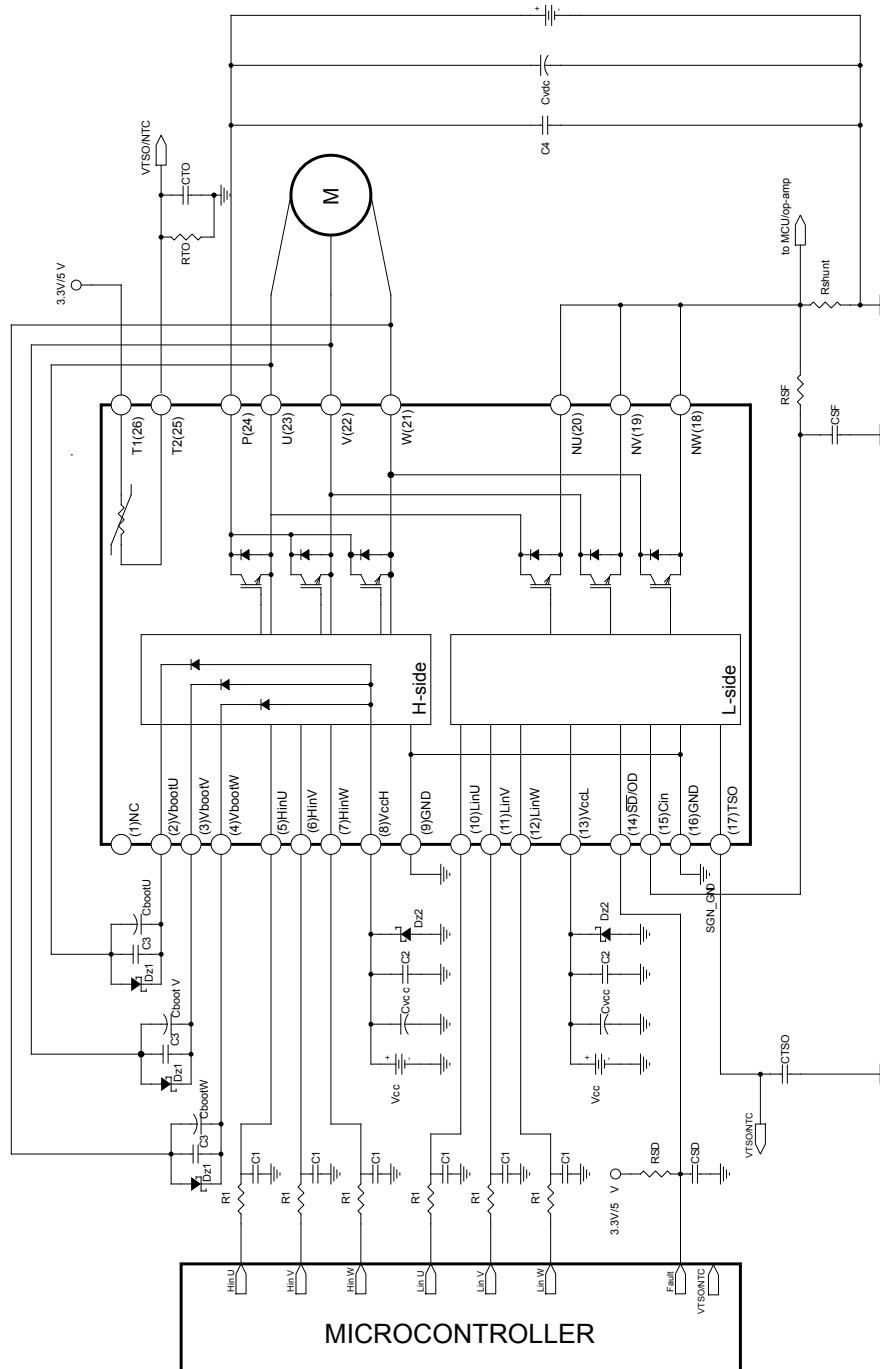 +
-
Cvdc
C4
VTSO/NTC
CTO
RTO
M
3.3V/5 V
to MCU/op-amp
Rshunt
RSF
CSF
T1(26)
T2(25)
P(24)
U(23)
V(22)
W(21)
NU(20)
NV(19)
NW(18)
H-side
L-side
(1)NC
(2)VbootU
(3)VbootV
(4)VbootW
(5)HinU
(6)HinV
(7)HinW
(8)VccH
(9)GND
(10)LinU
(11)LinV
(12)LinW
(13)VccL
(14)SD/OD
(15)Cin
(16)GND
(17)TSO
SGN_GND
CbootU
C3
Dz1
Cboot V
C3
Dz1
CbootW
C3
Dz1
Dz2
C2
Cvc c
+
-
Vcc
Dz2
C2
Cvcc
+
-
Vcc
CTSO
VTSO/NTC
R1
C1
R1
C1
R1
C1
R1
C1
R1
C1
R1
C1
3.3V/5 V
RSD
CSD
Hin U
Hin V
Hin W
Lin U
Lin V
Lin W
Fault
VTSO/NTC
MICROCONTROLLER